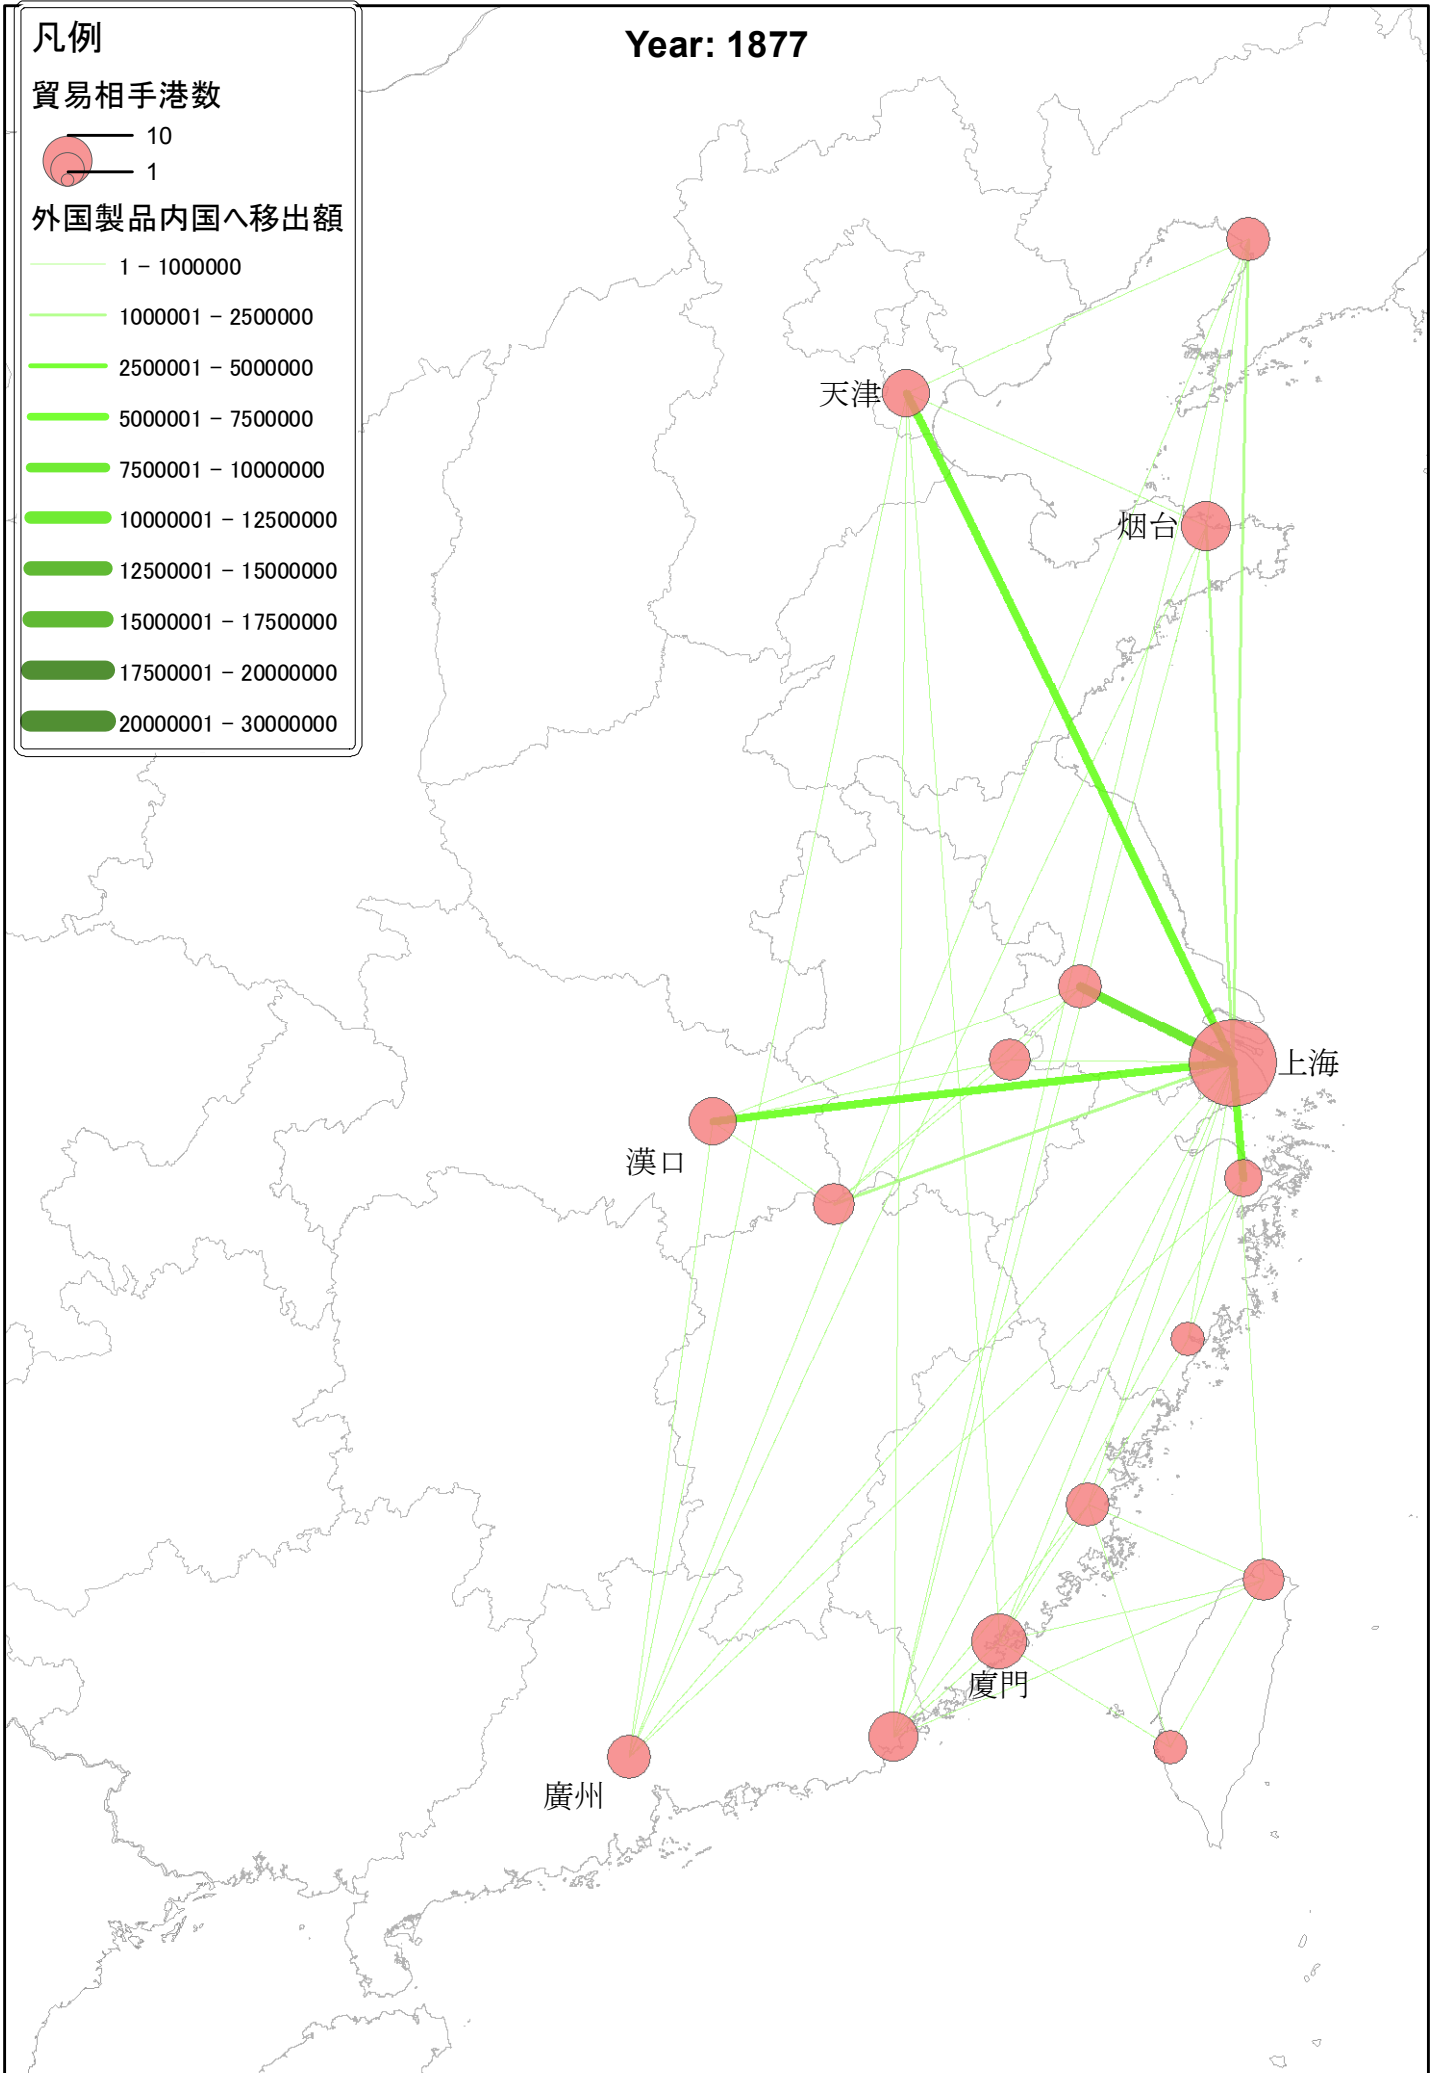 Year: 1877
凡例
貿易相手港数
10
1
外国製品内国へ移出額
1 - 1000000
1000001 - 2500000
2500001 - 5000000
5000001 - 7500000
7500001 - 10000000
10000001 - 12500000
12500001 - 15000000
15000001 - 17500000
17500001 - 20000000
20000001 - 30000000
天津
烟台
上海
漢口
廈門
廣州